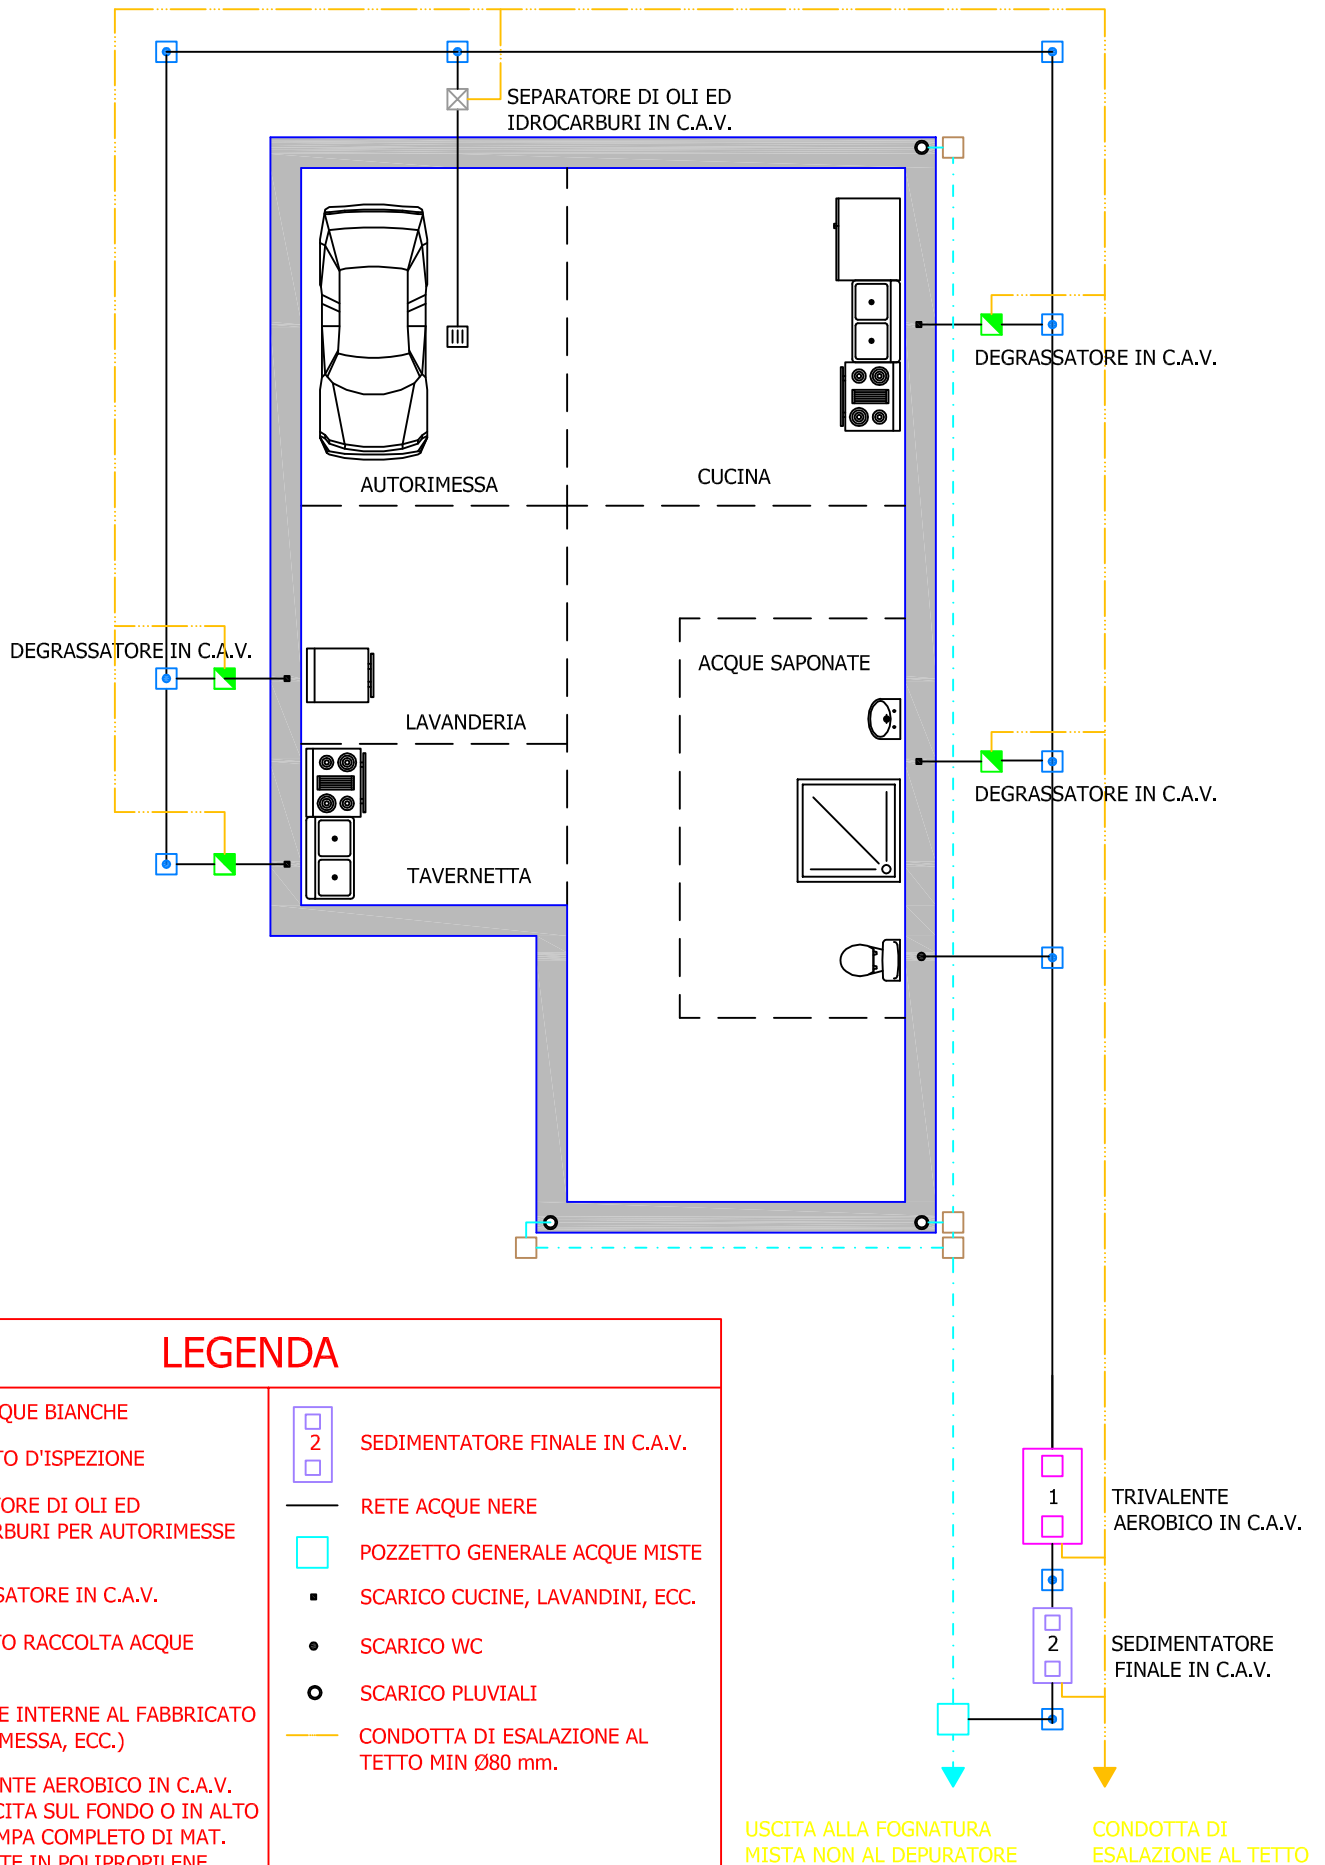 SEPARATORE DI OLI ED
IDROCARBURI IN C.A.V.
DEGRASSATORE IN C.A.V.
AUTORIMESSA
CUCINA
DEGRASSATORE IN C.A.V.
ACQUE SAPONATE
LAVANDERIA
DEGRASSATORE IN C.A.V.
TAVERNETTA
LEGENDA
QUE BIANCHE
TO D'ISPEZIONE
TORE DI OLI ED
RBURI PER AUTORIMESSE
SATORE IN C.A.V.
TO RACCOLTA ACQUE
E INTERNE AL FABBRICATO
MESSA, ECC.)
NTE AEROBICO IN C.A.V.
CITA SUL FONDO O IN ALTO
MPA COMPLETO DI MAT.
TE IN POLIPROPILENE
2
SEDIMENTATORE FINALE IN C.A.V.
RETE ACQUE NERE
POZZETTO GENERALE ACQUE MISTE
SCARICO CUCINE, LAVANDINI, ECC.
SCARICO WC
SCARICO PLUVIALI
CONDOTTA DI ESALAZIONE AL
TETTO MIN Ø80 mm.
1
TRIVALENTE
AEROBICO IN C.A.V.
2
SEDIMENTATORE
FINALE IN C.A.V.
USCITA ALLA FOGNATURA
MISTA NON AL DEPURATORE
CONDOTTA DI
ESALAZIONE AL TETTO